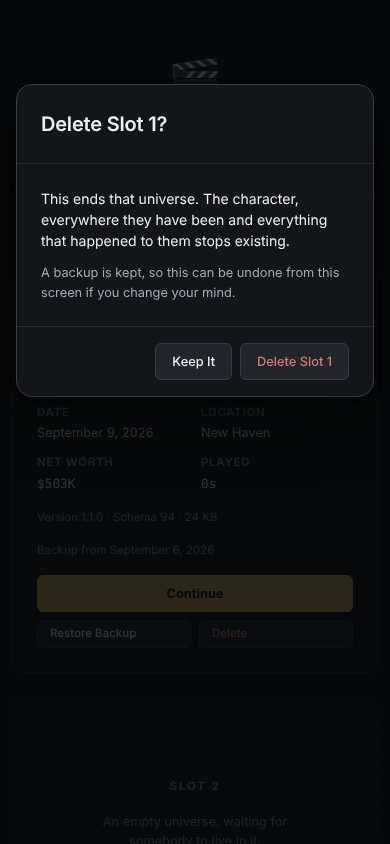 Delete Slot 1?
This ends that universe. The character,
everywhere they have been and everything
that happened to them stops existing.
A backup is kept, so this can be undone from this
screen if you change your mind.
Keep It
Delete Slot 1
DATE
LOCATION
September 9, 2026
New Haven
NET WORTH
PLAYED
$503K
0s
Version 1.1.0 · Schema 94 · 24 KB
Backup from September 6, 2026
Continue
Restore Backup
Delete
SLOT 2
An empty universe, waiting for
somebody to live in it.